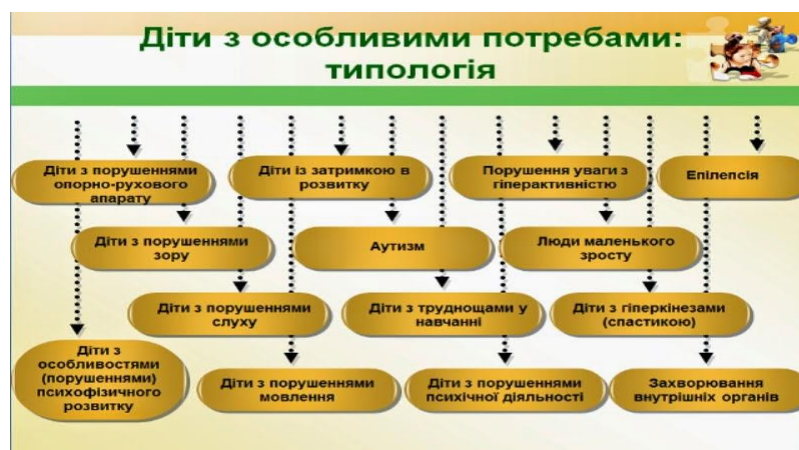 Діти з особливими потребами:
типологія
Діти з порушеннями
опорно-рухового
апарату
Діти із затримкою в
розвитку
Порушення уваги з
гіперактивністю
Епілепсія
Діти з порушеннями
зору
Аутизм
Люди маленького
зросту
Діти з порушеннями
слуху
Діти з труднощами у
навчанні
Діти з гіперкінезами
(спастикою)
Діти з
особливостями
(порушеннями)
психофізичного
розвитку
Діти з порушеннями
мовлення
Діти з порушеннями
психічної діяльності
Захворювання
внутрішніх органів